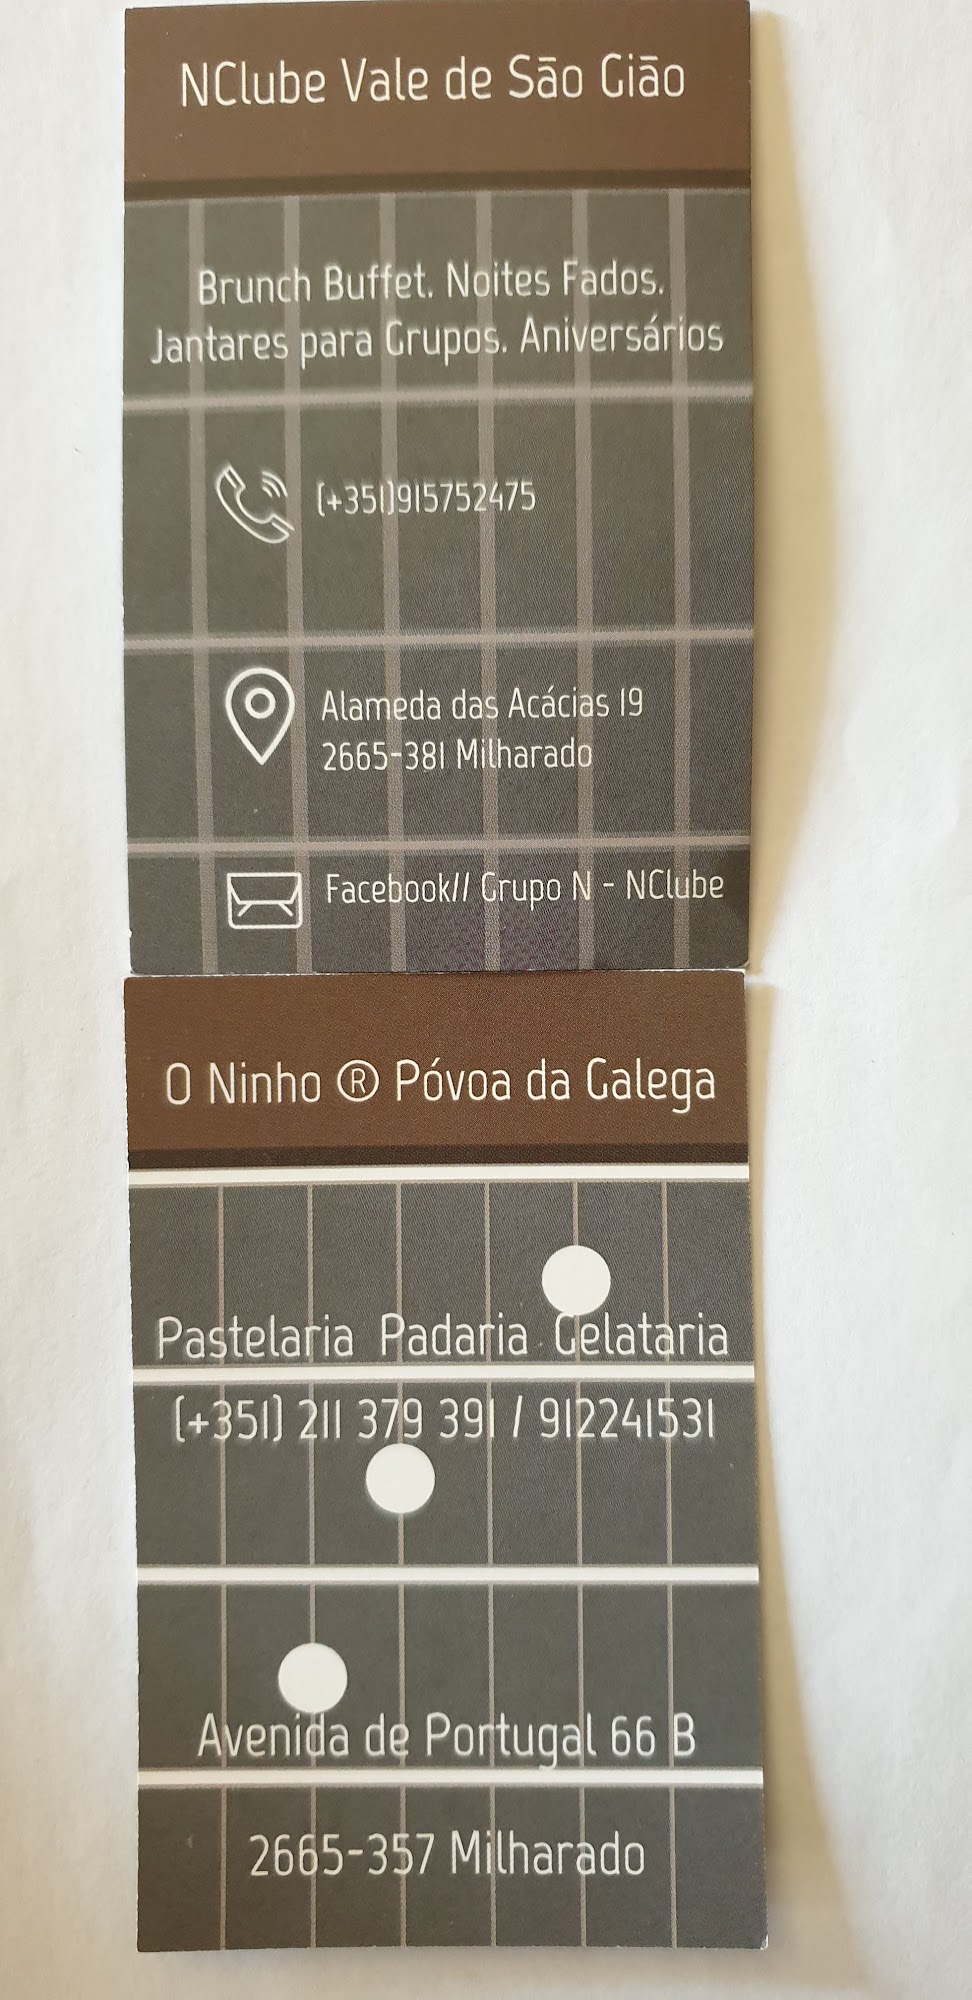 NClube Vale de São Gião
Brunch Buffet. Noites Fados.
Jantares para Grupos. Aniversários
(+351)915752475
Alameda das Acácias 19
2665-381 Milharado
Facebook// Grupo N - NClube
O Ninho ® Póvoa da Galega
Pastelaria Padaria Gelataria
(+351) 211 379 391 / 912241531
Avenida de Portugal 66 B
2665-357 Milharado